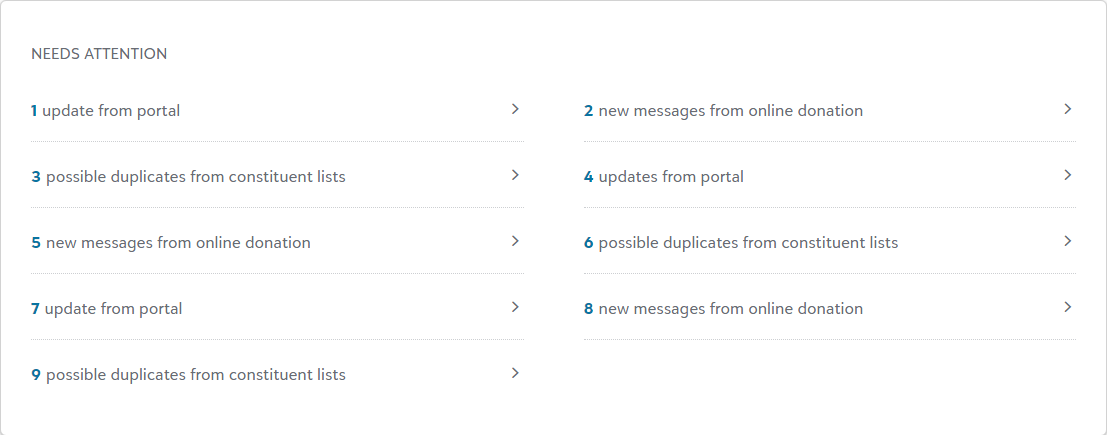 NEEDS ATTENTION
1 update from portal
2 new messages from online donation
3 possible duplicates from constituent lists
4 updates from portal
5 new messages from online donation
6 possible duplicates from constituent lists
7 update from portal
8 new messages from online donation
9 possible duplicates from constituent lists